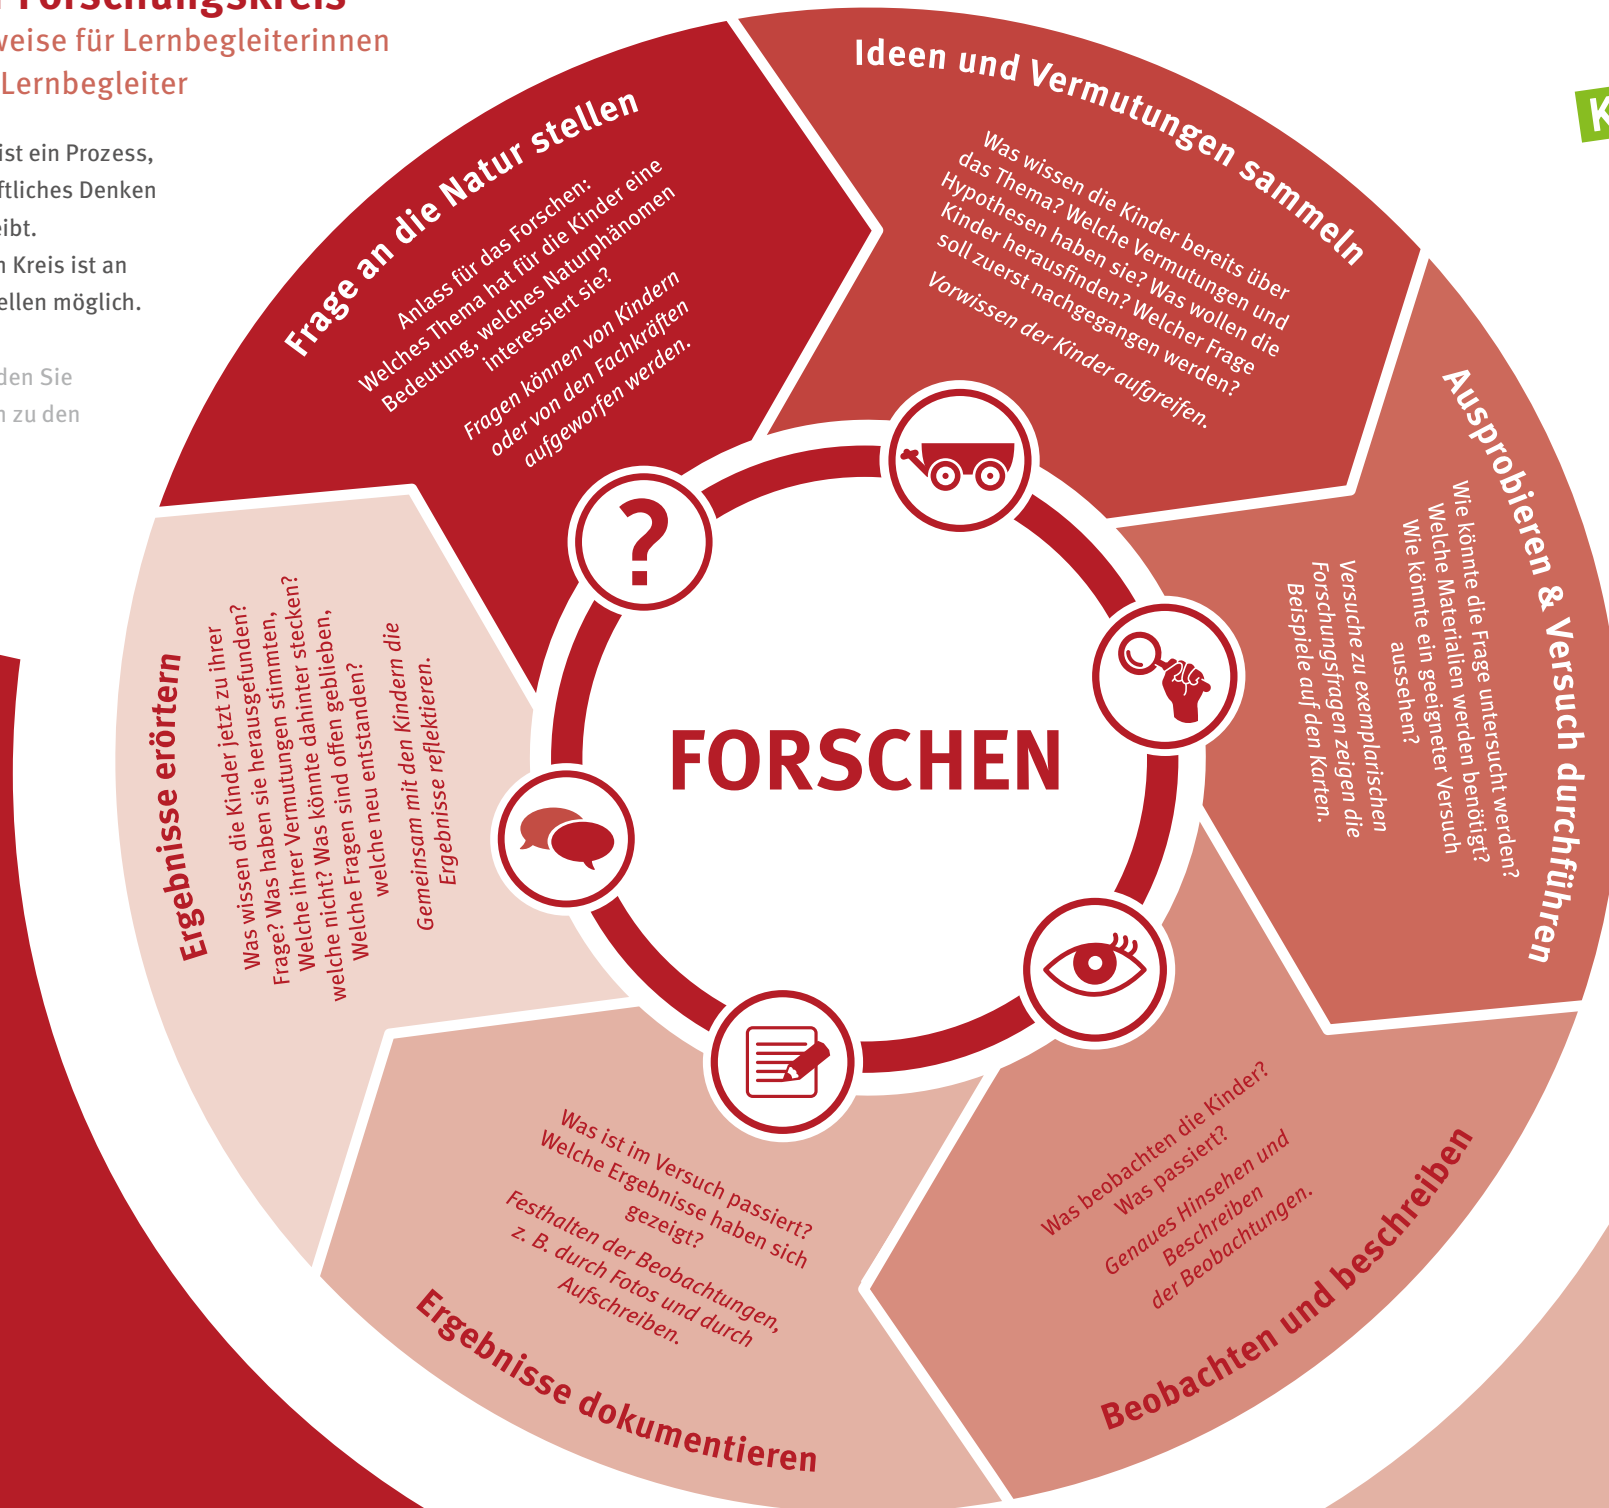 Forschungskreis
weise für Lernbegleiterinnen
Lernbegleiter
ist ein Prozess,
ftliches Denken
eibt.
n Kreis ist an
ellen möglich.
den Sie
n zu den
K
Frage an die Natur stellen
Anlass für das Forschen:
Welches Thema hat für die Kinder eine
Bedeutung, welches Naturphänomen
interessiert sie?
Fragen können von Kindern
oder von den Fachkräften
aufgeworfen werden.
Ideen und Vermutungen sammeln
Was wissen die Kinder bereits über
das Thema? Welche Vermutungen und
Hypothesen haben sie? Was wollen die
Kinder herausfinden? Welcher Frage
soll zuerst nachgegangen werden?
Vorwissen der Kinder aufgreifen.
Ausprobieren & Versuch durchführen
Wie könnte die Frage untersucht werden?
Welche Materialien werden benötigt?
Wie könnte ein geeigneter Versuch
aussehen?
Versuche zu exemplarischen
Forschungsfragen zeigen die
Beispiele auf den Karten.
Beobachten und beschreiben
Was beobachten die Kinder?
Was passiert?
Genaues Hinsehen und
Beschreiben
der Beobachtungen.
Ergebnisse dokumentieren
Was ist im Versuch passiert?
Welche Ergebnisse haben sich
gezeigt?
Festhalten der Beobachtungen,
z. B. durch Fotos und durch
Aufschreiben.
Ergebnisse erörtern
Was wissen die Kinder jetzt zu ihrer
Frage? Was haben sie herausgefunden?
Welche ihrer Vermutungen stimmten,
welche nicht? Was könnte dahinter stecken?
Welche Fragen sind offen geblieben,
welche neu entstanden?
Gemeinsam mit den Kindern die
Ergebnisse reflektieren.
?
FORSCHEN